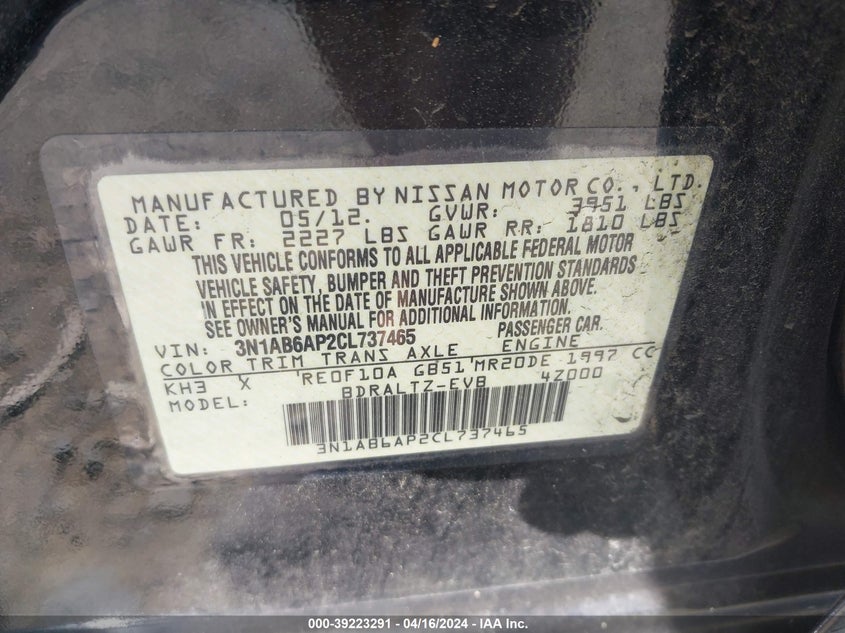 MANUFACTURED BY NISSAN MOTOR CO., LTD.
DATE: 05/12. GVWR: 3951 LBS
GAWR FR: 2227 LBS GAWR RR: 1810 LBS
THIS VEHICLE CONFORMS TO ALL APPLICABLE FEDERAL MOTOR
VEHICLE SAFETY, BUMPER AND THEFT PREVENTION STANDARDS
IN EFFECT ON THE DATE OF MANUFACTURE SHOWN ABOVE.
SEE OWNER'S MANUAL FOR ADDITIONAL INFORMATION.
VIN: 3N1AB6AP2CL737465 PASSENGER CAR.
COLOR TRIM TRANS AXLE ENGINE
KH3 X RE0F10A GB51 MR20DE 1997 CC
MODEL: BDRALTZ-EVB 4Z000
3N1AB6AP2CL737465
000-39223291 - 04/16/2024 - IAA Inc.